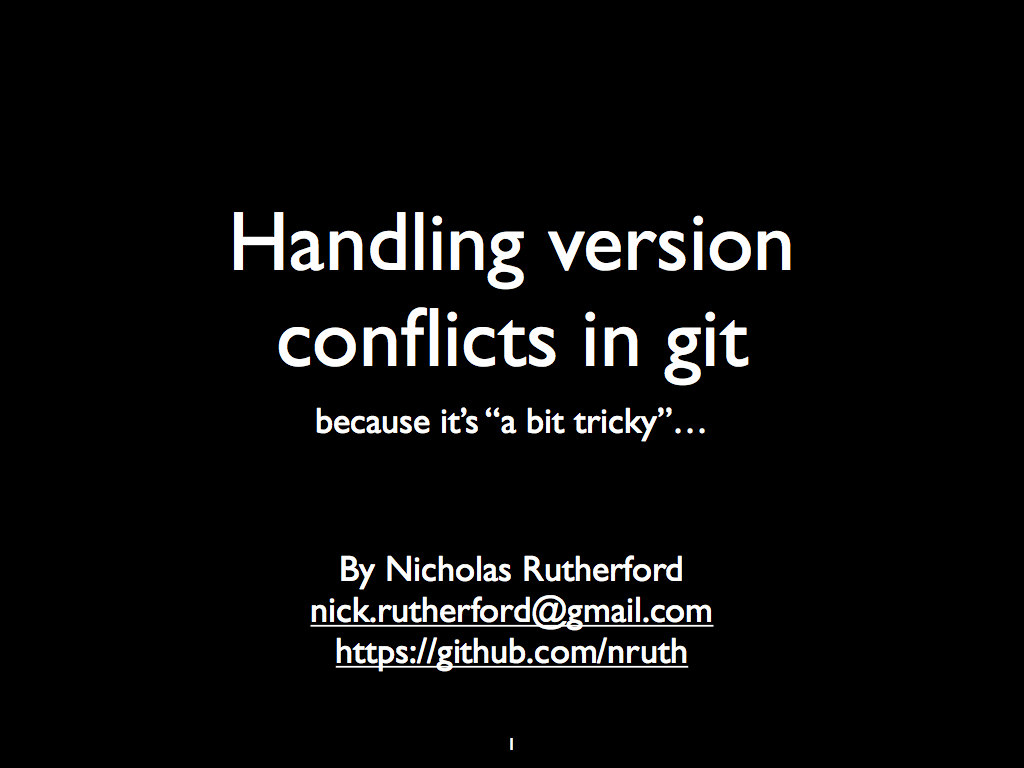 Handling version
conflicts in git
because it’s “a bit tricky”…
By Nicholas Rutherford
nick.rutherford@gmail.com
https://github.com/nruth
1